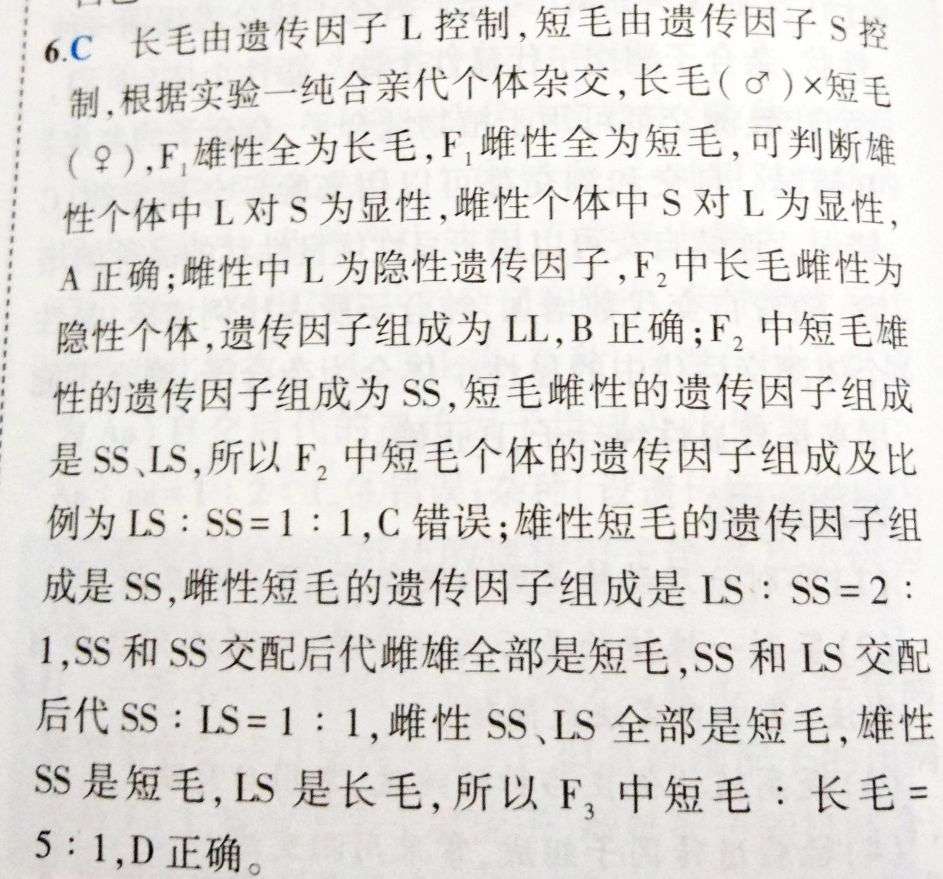 6.C 长毛由遗传因子 L 控制,短毛由遗传因子 S 控
制,根据实验一纯合亲代个体杂交,长毛(♂)×短毛
(♀),F₁雄性全为长毛,F₁雌性全为短毛,可判断雄
性个体中 L 对 S 为显性,雌性个体中 S 对 L 为显性,
A 正确;雌性中 L 为隐性遗传因子,F₂中长毛雌性为
隐性个体,遗传因子组成为 LL,B 正确;F₂ 中短毛雄
性的遗传因子组成为 SS,短毛雌性的遗传因子组成
是 SS、LS,所以 F₂ 中短毛个体的遗传因子组成及比
例为 LS∶SS=1∶1,C 错误;雄性短毛的遗传因子组
成是 SS,雌性短毛的遗传因子组成是 LS∶SS=2∶
1,SS 和 SS 交配后代雌雄全部是短毛,SS 和 LS 交配
后代 SS∶LS=1∶1,雌性 SS、LS 全部是短毛,雄性
SS 是短毛,LS 是长毛,所以 F₃ 中短毛∶长毛=
5∶1,D 正确。